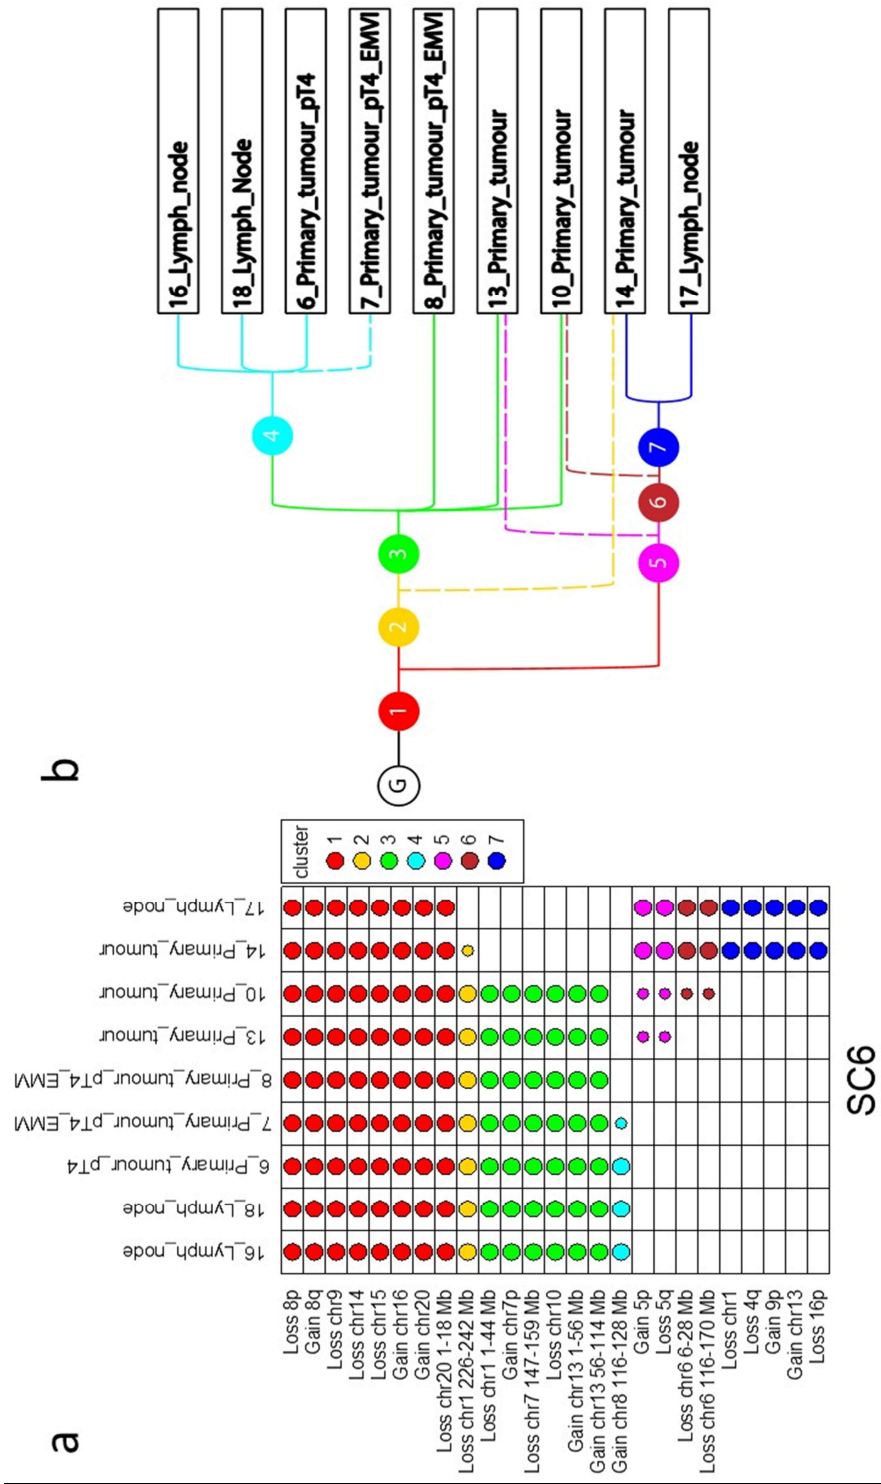 a
Loss 8p
Gain 8q
Loss chr9
Loss chr14
Loss chr15
Gain chr16
Gain chr20
Loss chr20 1-18 Mb
Loss chr1 226-242 Mb
Loss chr1 1-44 Mb
Gain chr7p
Loss chr7 147-159 Mb
Loss chr10
Gain chr13 1-56 Mb
Gain chr13 56-114 Mb
Gain chr8 116-128 Mb
Gain 5p
Loss 5q
Loss chr6 6-28 Mb
Loss chr6 116-170 Mb
Loss chr1
Loss 4q
Gain 9p
Gain chr13
Loss 16p
16_Lymph_node
18_Lymph_node
6_Primary_tumour_pT4
7_Primary_tumour_pT4_EMVI
8_Primary_tumour_pT4_EMVI
13_Primary_tumour
10_Primary_tumour
14_Primary_tumour
17_Lymph_node
cluster
1
2
3
4
5
6
7
SC6
b
G
1
2
3
4
5
6
7
16_Lymph_node
18_Lymph_Node
6_Primary_tumour_pT4
7_Primary_tumour_pT4_EMVI
8_Primary_tumour_pT4_EMVI
13_Primary_tumour
10_Primary_tumour
14_Primary_tumour
17_Lymph_node